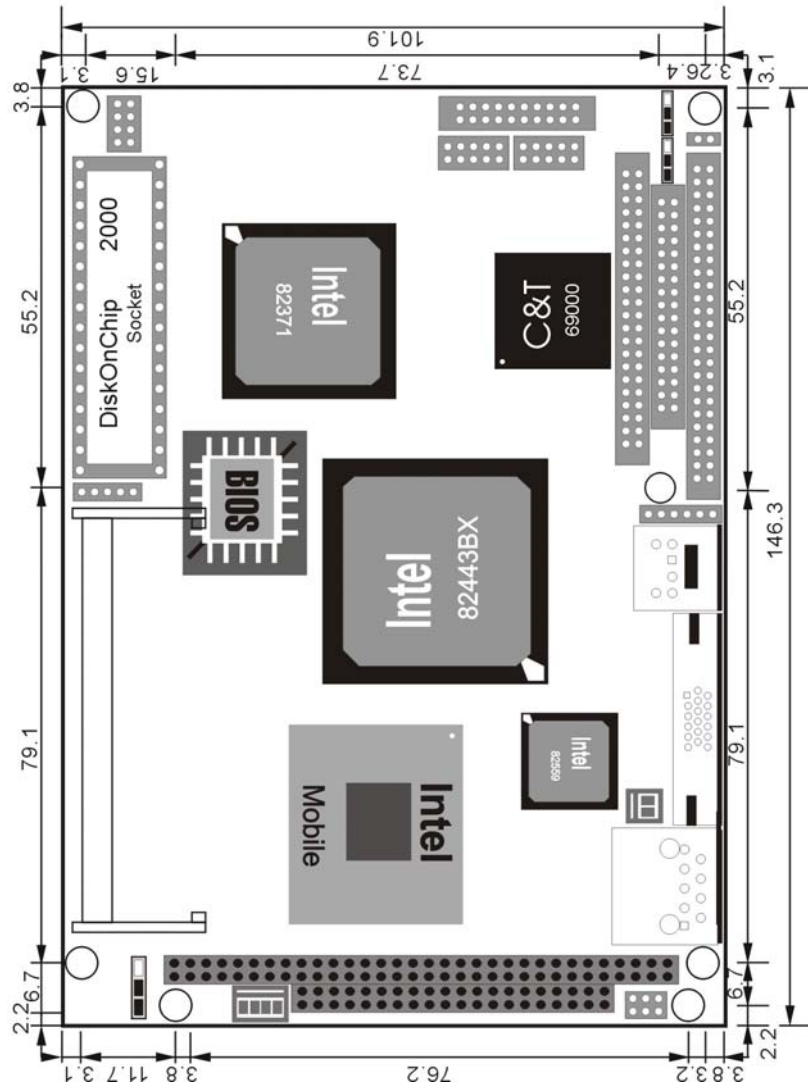 101.9
3.1
15.6
73.7
6.4
3.2
3.8
3.1
55.2
55.2
DiskOnChip 2000
Socket
Intel
82371
C&T
69000
BIOS
Intel
82443BX
146.3
79.1
79.1
Intel
82559
Intel
Mobile
6.7
6.7
2.2
2.2
3.1
11.7
3.8
76.2
3.2
3.8